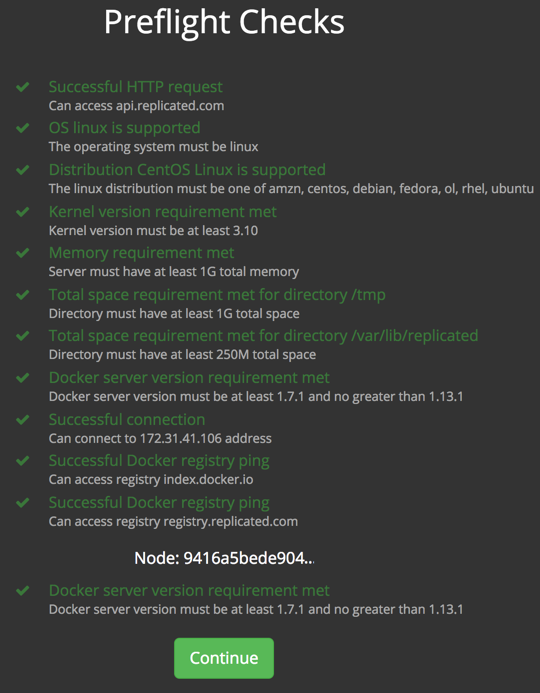 Preflight Checks
Successful HTTP request
Can access api.replicated.com
OS linux is supported
The operating system must be linux
Distribution CentOS Linux is supported
The linux distribution must be one of amzn, centos, debian, fedora, ol, rhel, ubuntu
Kernel version requirement met
Kernel version must be at least 3.10
Memory requirement met
Server must have at least 1G total memory
Total space requirement met for directory /tmp
Directory must have at least 1G total space
Total space requirement met for directory /var/lib/replicated
Directory must have at least 250M total space
Docker server version requirement met
Docker server version must be at least 1.7.1 and no greater than 1.13.1
Successful connection
Can connect to 172.31.41.106 address
Successful Docker registry ping
Can access registry index.docker.io
Successful Docker registry ping
Can access registry registry.replicated.com
Node: 9416a5bede904...
Docker server version requirement met
Docker server version must be at least 1.7.1 and no greater than 1.13.1
Continue